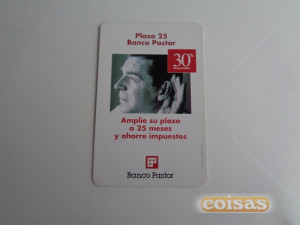 Plazo 25
Banco Pastor
30%
Amplíe su plazo
a 25 meses
y ahorre impuestos
Banco Pastor
coisas